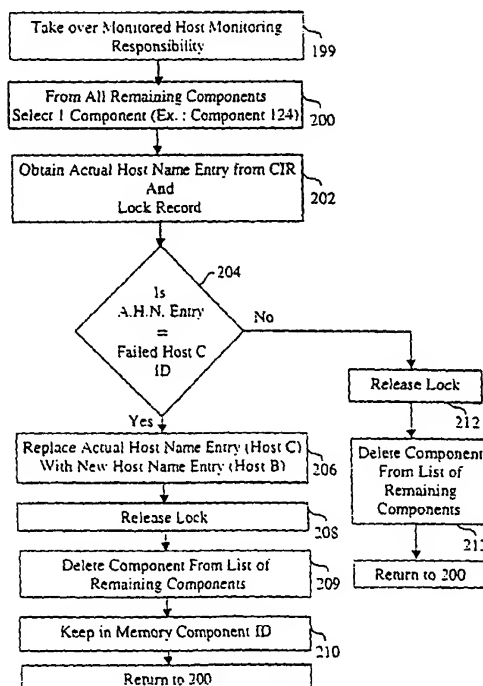 Take over Monitored Host Monitoring
Responsibility
199
From All Remaining Components
Select 1 Component (Ex. : Component 124)
200
Obtain Actual Host Name Entry from CIR
And
Lock Record
202
204
Is
A.H.N. Entry
=
Failed Host C
ID
No
Yes
Replace Actual Host Name Entry (Host C)
With New Host Name Entry (Host B)
206
Release Lock
208
Delete Component From List of
Remaining Components
209
Keep in Memory Component ID
210
Return to 200
Release Lock
212
Delete Component
From List of
Remaining
Components
213
Return to 200